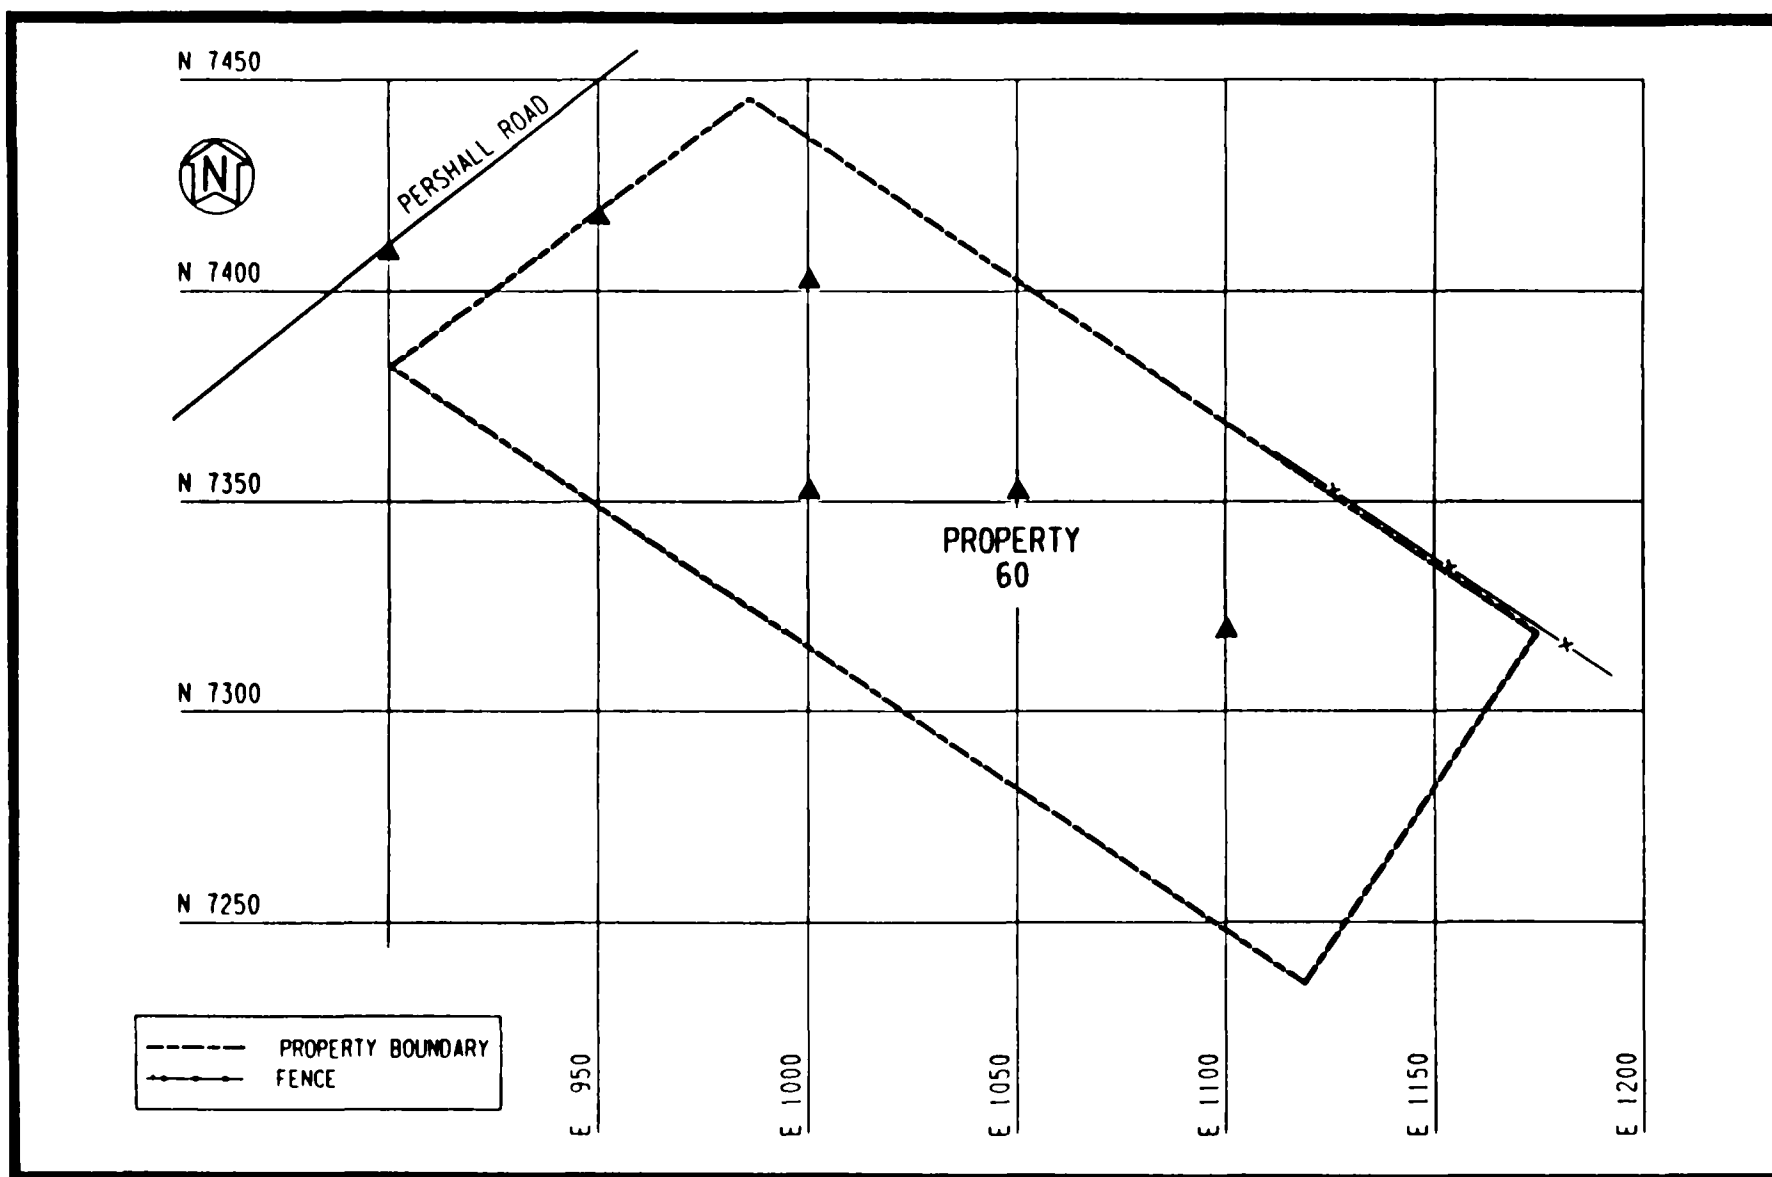 N 7450
PERSHALL ROAD
N
N 7400
N 7350
PROPERTY
60
N 7300
N 7250
PROPERTY BOUNDARY
FENCE
E 950
E 1000
E 1050
E 1100
E 1150
E 1200